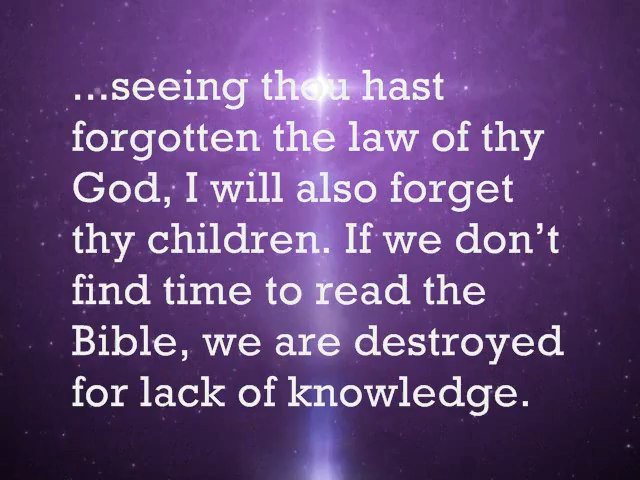 ...seeing thou hast
forgotten the law of thy
God, I will also forget
thy children. If we don’t
find time to read the
Bible, we are destroyed
for lack of knowledge.